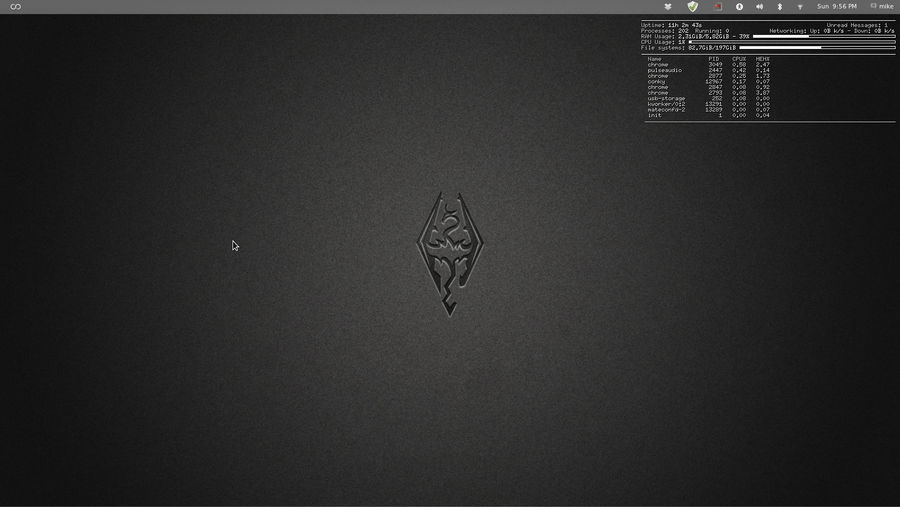 Sun 9:56 PM mike
Uptime: 11h 2m 43s Unread Messages: 1
Processes: 202 Running: 0 Networking: Up: 0B k/s - Down: 0B k/s
RAM Usage: 2,31GiB/5,82GiB - 39%
CPU Usage: 1%
File systems: 82,7GiB/197GiB
Name PID CPU% MEM%
chrome 3049 0,58 2,47
pulseaudio 2447 0,42 0,14
chrome 2877 0,25 1,73
conky 12967 0,17 0,07
chrome 2847 0,08 0,92
chrome 2793 0,08 3,87
usb-storage 252 0,08 0,00
kworker/0:2 13291 0,00 0,00
mateconfd-2 13289 0,00 0,07
init 1 0,00 0,04